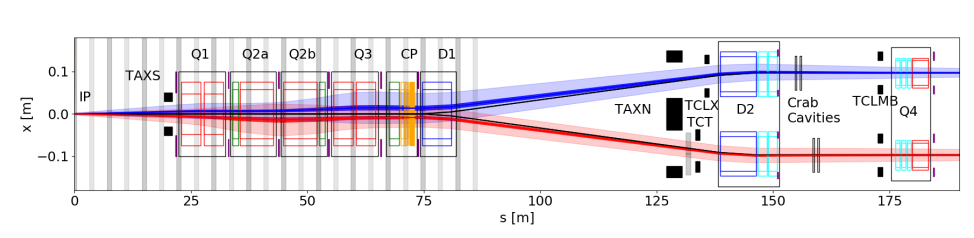 Q1 Q2a Q2b Q3 CP D1
TAXS
IP
TAXN
TCLX
TCT
D2
Crab
Cavities
TCLMB
Q4
x [m]
0.1
0.0
−0.1
0 25 50 75 100 125 150 175
s [m]